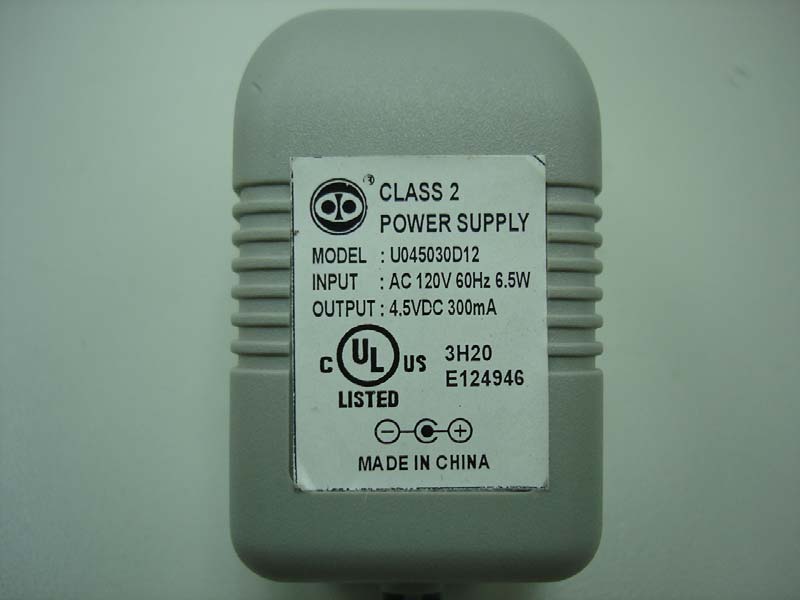 ®
CLASS 2
POWER SUPPLY
MODEL : U045030D12
INPUT : AC 120V 60Hz 6.5W
OUTPUT : 4.5VDC 300mA
C UL US
LISTED
3H20
E124946
MADE IN CHINA